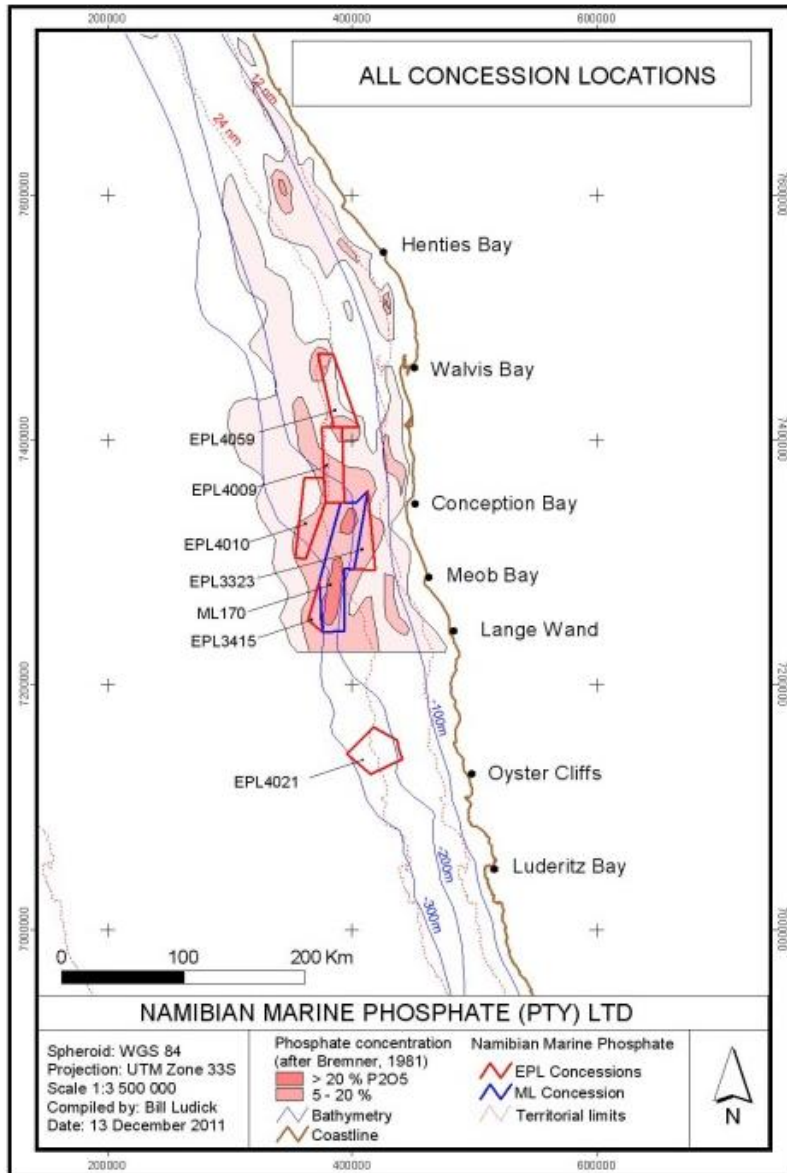 200000 400000 600000
ALL CONCESSION LOCATIONS
12 nm
24 nm
7600000 7600000
Henties Bay
Walvis Bay
7400000 7400000
EPL4059
EPL4009
Conception Bay
EPL4010
EPL3323
Meob Bay
ML170
EPL3415
Lange Wand
7200000 7200000
-100m
EPL4021
Oyster Cliffs
-200m
Luderitz Bay
-300m
7000000 7000000
0 100 200 Km
200000 400000 600000
NAMIBIAN MARINE PHOSPHATE (PTY) LTD
Spheroid: WGS 84
Projection: UTM Zone 33S
Scale 1:3 500 000
Compiled by: Bill Ludick
Date: 13 December 2011
Phosphate concentration
(after Bremner, 1981)
> 20 % P2O5
5 - 20 %
Bathymetry
Coastline
Namibian Marine Phosphate
EPL Concessions
ML Concession
Territorial limits
N